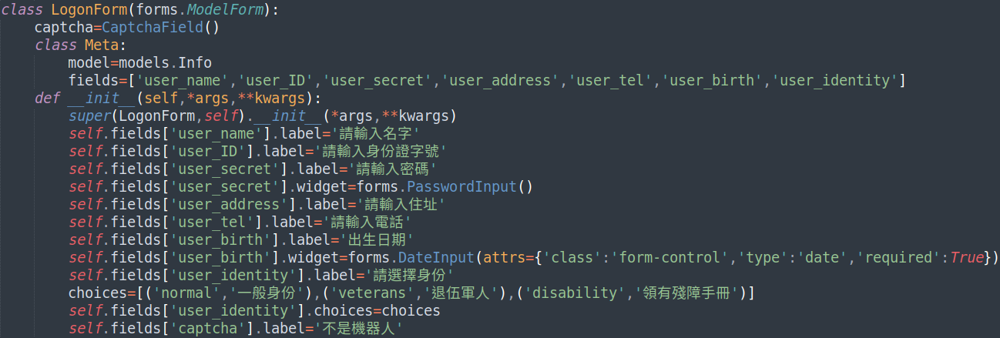 class LogonForm(forms.ModelForm):
    captcha=CaptchaField()
    class Meta:
        model=models.Info
        fields=['user_name','user_ID','user_secret','user_address','user_tel','user_birth','user_identity']
    def __init__(self,*args,**kwargs):
        super(LogonForm,self).__init__(*args,**kwargs)
        self.fields['user_name'].label='請輸入名字'
        self.fields['user_ID'].label='請輸入身份證字號'
        self.fields['user_secret'].label='請輸入密碼'
        self.fields['user_secret'].widget=forms.PasswordInput()
        self.fields['user_address'].label='請輸入住址'
        self.fields['user_tel'].label='請輸入電話'
        self.fields['user_birth'].label='出生日期'
        self.fields['user_birth'].widget=forms.DateInput(attrs={'class':'form-control','type':'date','required':True})
        self.fields['user_identity'].label='請選擇身份'
        choices=[('normal','一般身份'),('veterans','退伍軍人'),('disability','領有殘障手冊')]
        self.fields['user_identity'].choices=choices
        self.fields['captcha'].label='不是機器人'